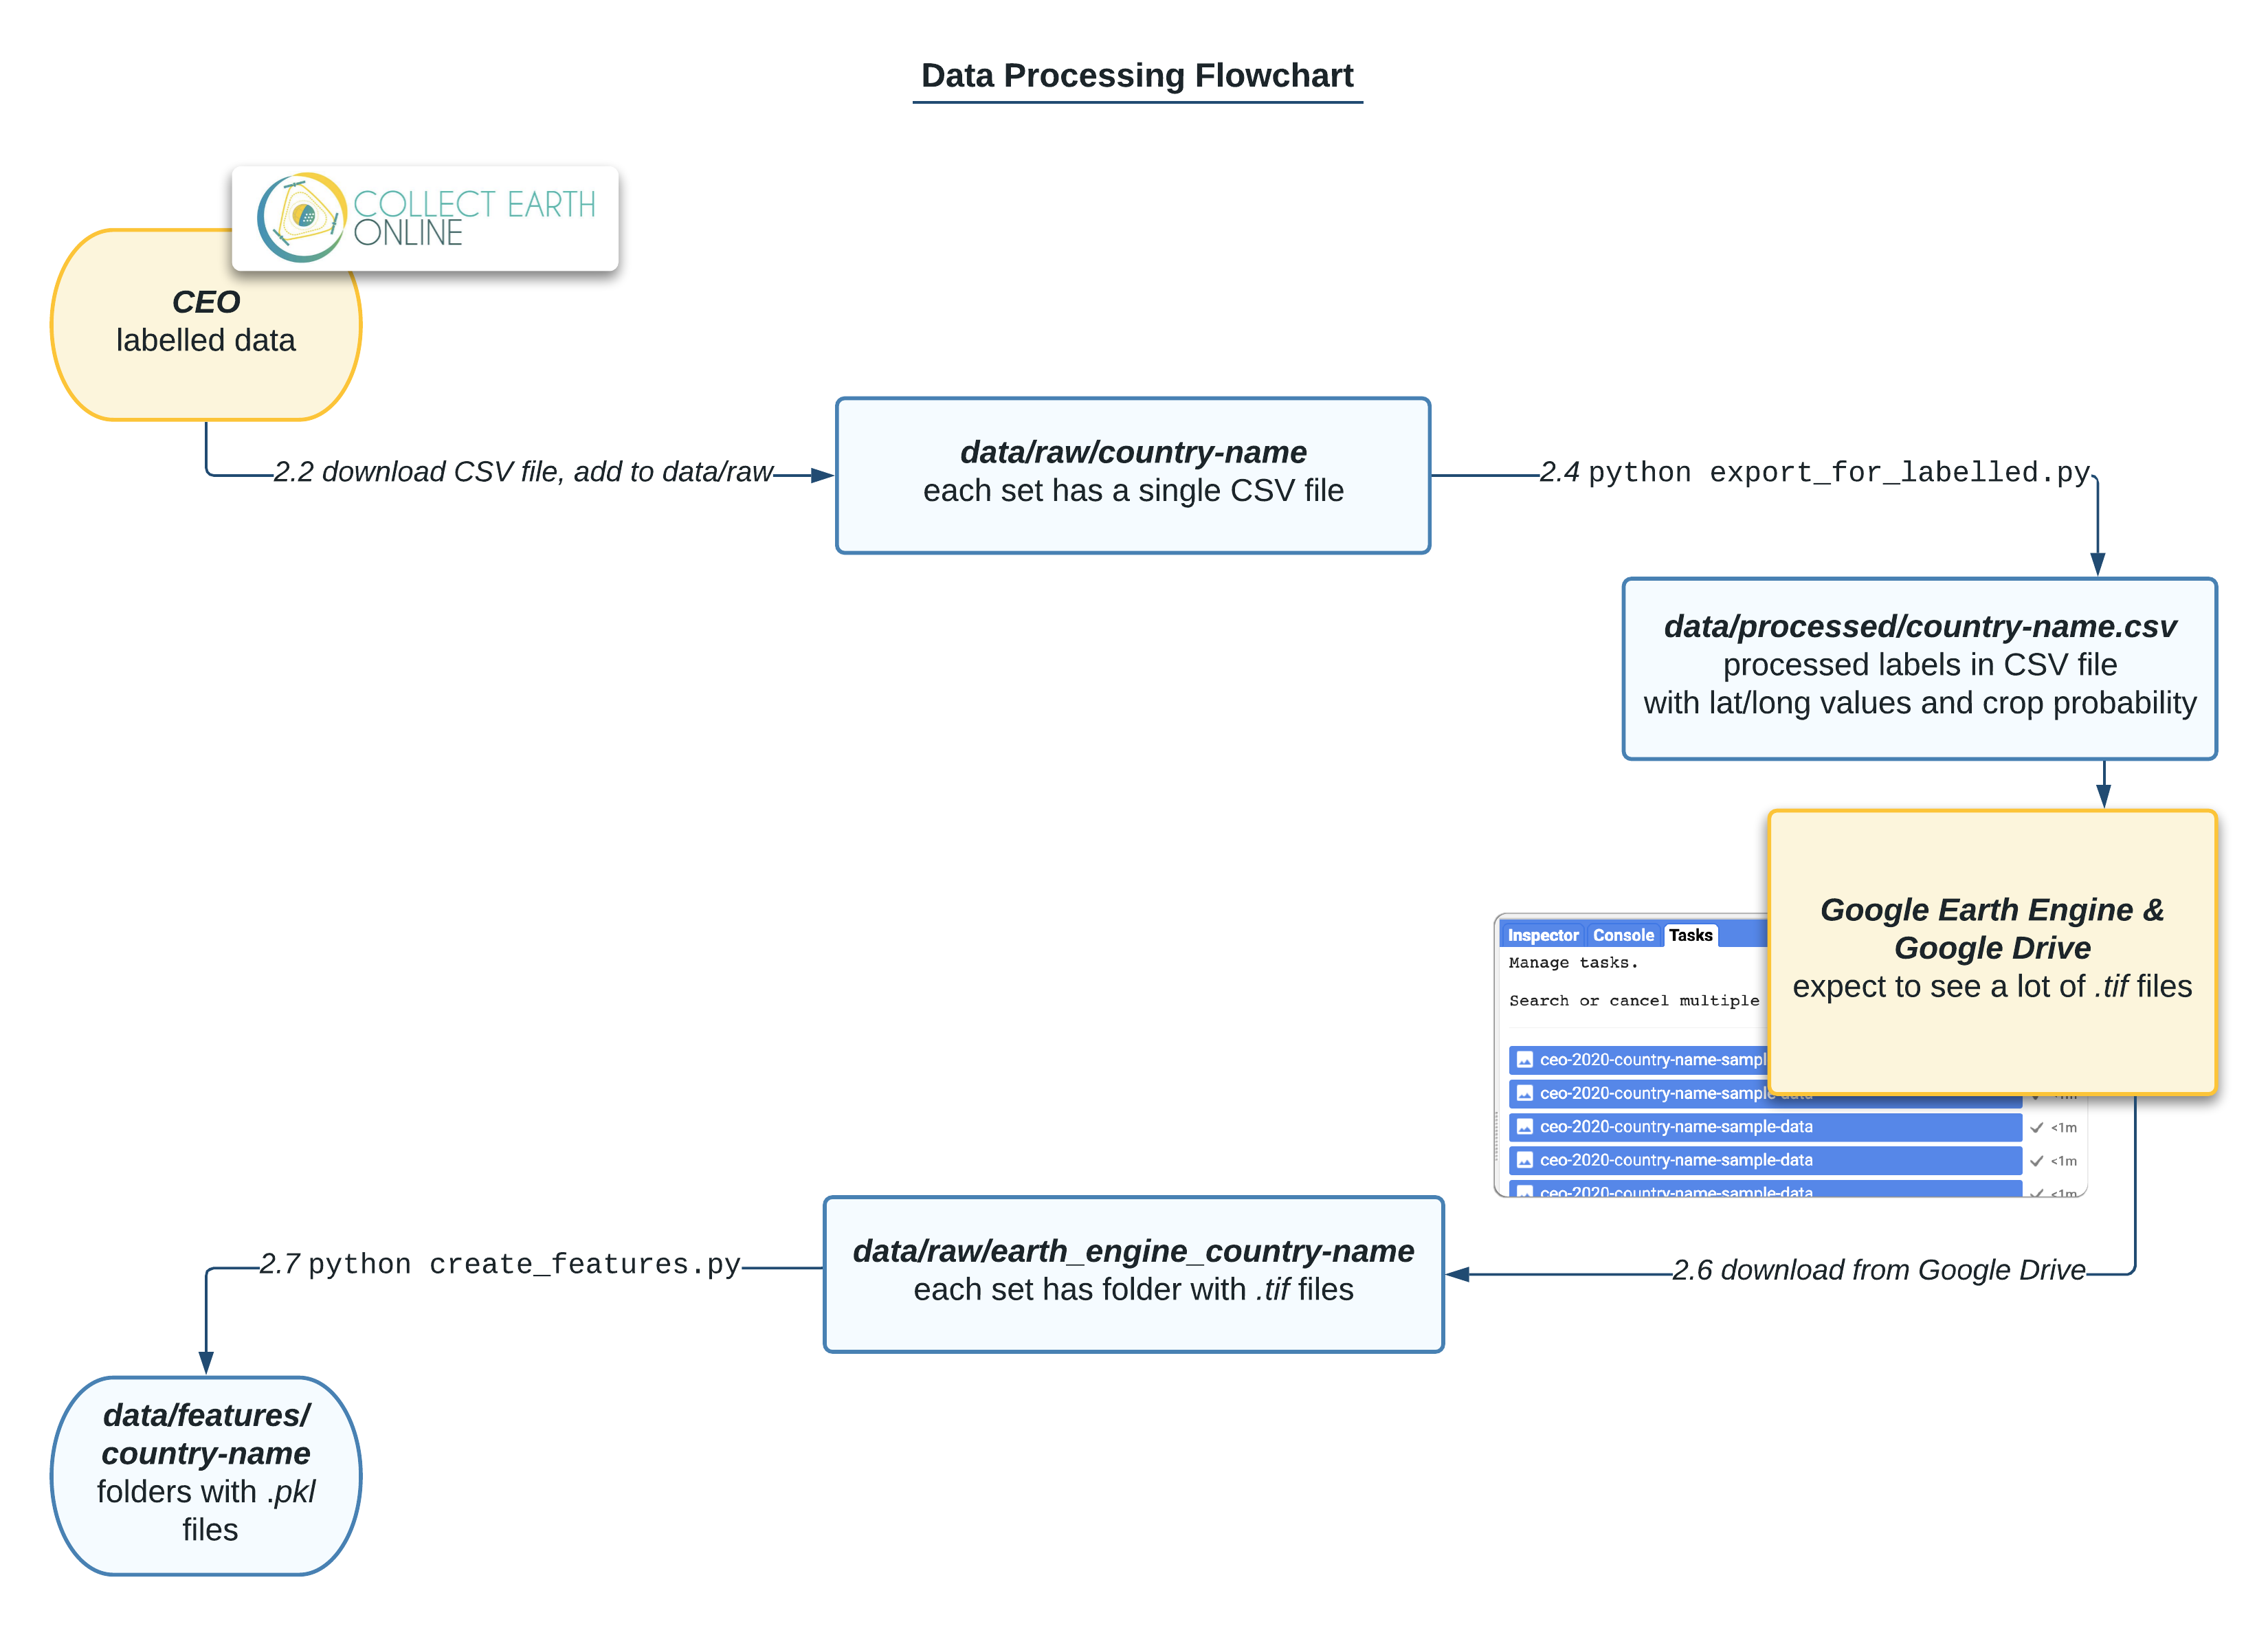 Data Processing Flowchart
COLLECT EARTH
ONLINE
CEO
labelled data
2.2 download CSV file, add to data/raw
data/raw/country-name
each set has a single CSV file
2.4 python export_for_labelled.py
data/processed/country-name.csv
processed labels in CSV file
with lat/long values and crop probability
Google Earth Engine &
Google Drive
expect to see a lot of .tif files
Inspector Console Tasks
Manage tasks.
Search or cancel multiple
ceo-2020-country-name-sampl
ceo-2020-country-name-sample-data
ceo-2020-country-name-sample-data <1m
ceo-2020-country-name-sample-data <1m
ceo-2020-country-name-sample-data <1m
2.6 download from Google Drive
data/raw/earth_engine_country-name
each set has folder with .tif files
2.7 python create_features.py
data/features/
country-name
folders with .pkl
files